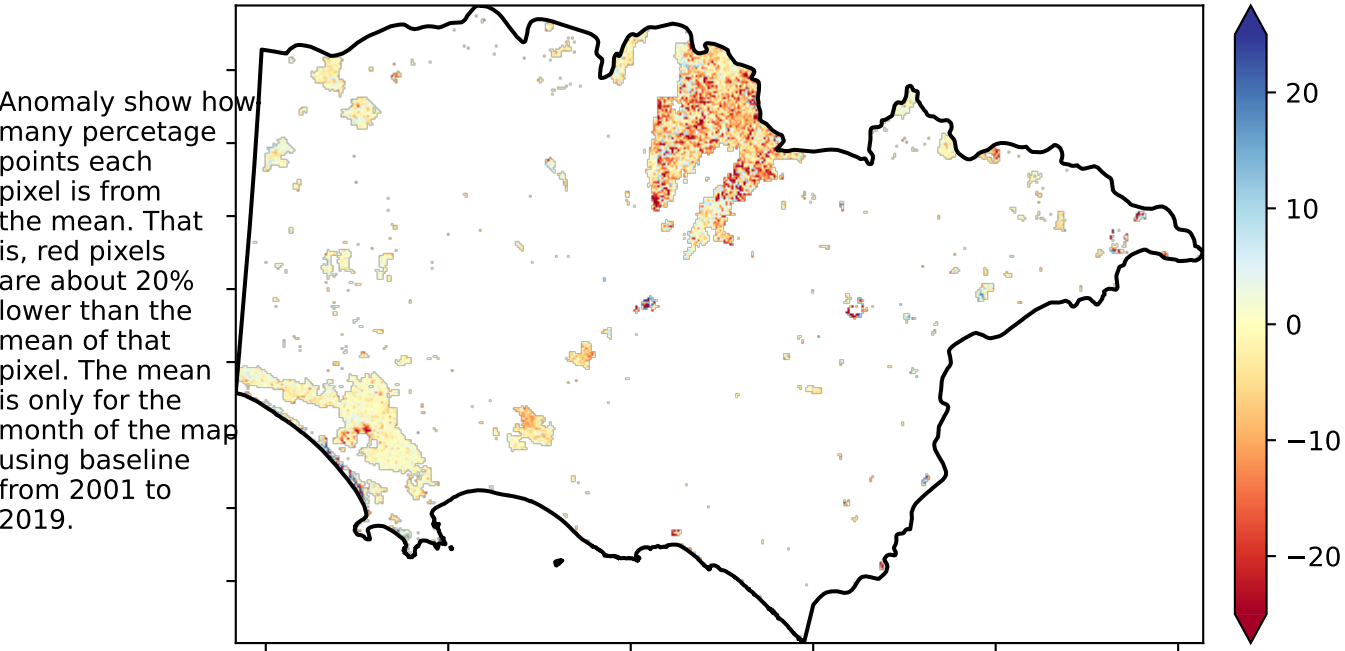 Anomaly show how
many percetage
points each
pixel is from
the mean. That
is, red pixels
are about 20%
lower than the
mean of that
pixel. The mean
is only for the
month of the map
using baseline
from 2001 to
2019.
20
10
0
−10
−20